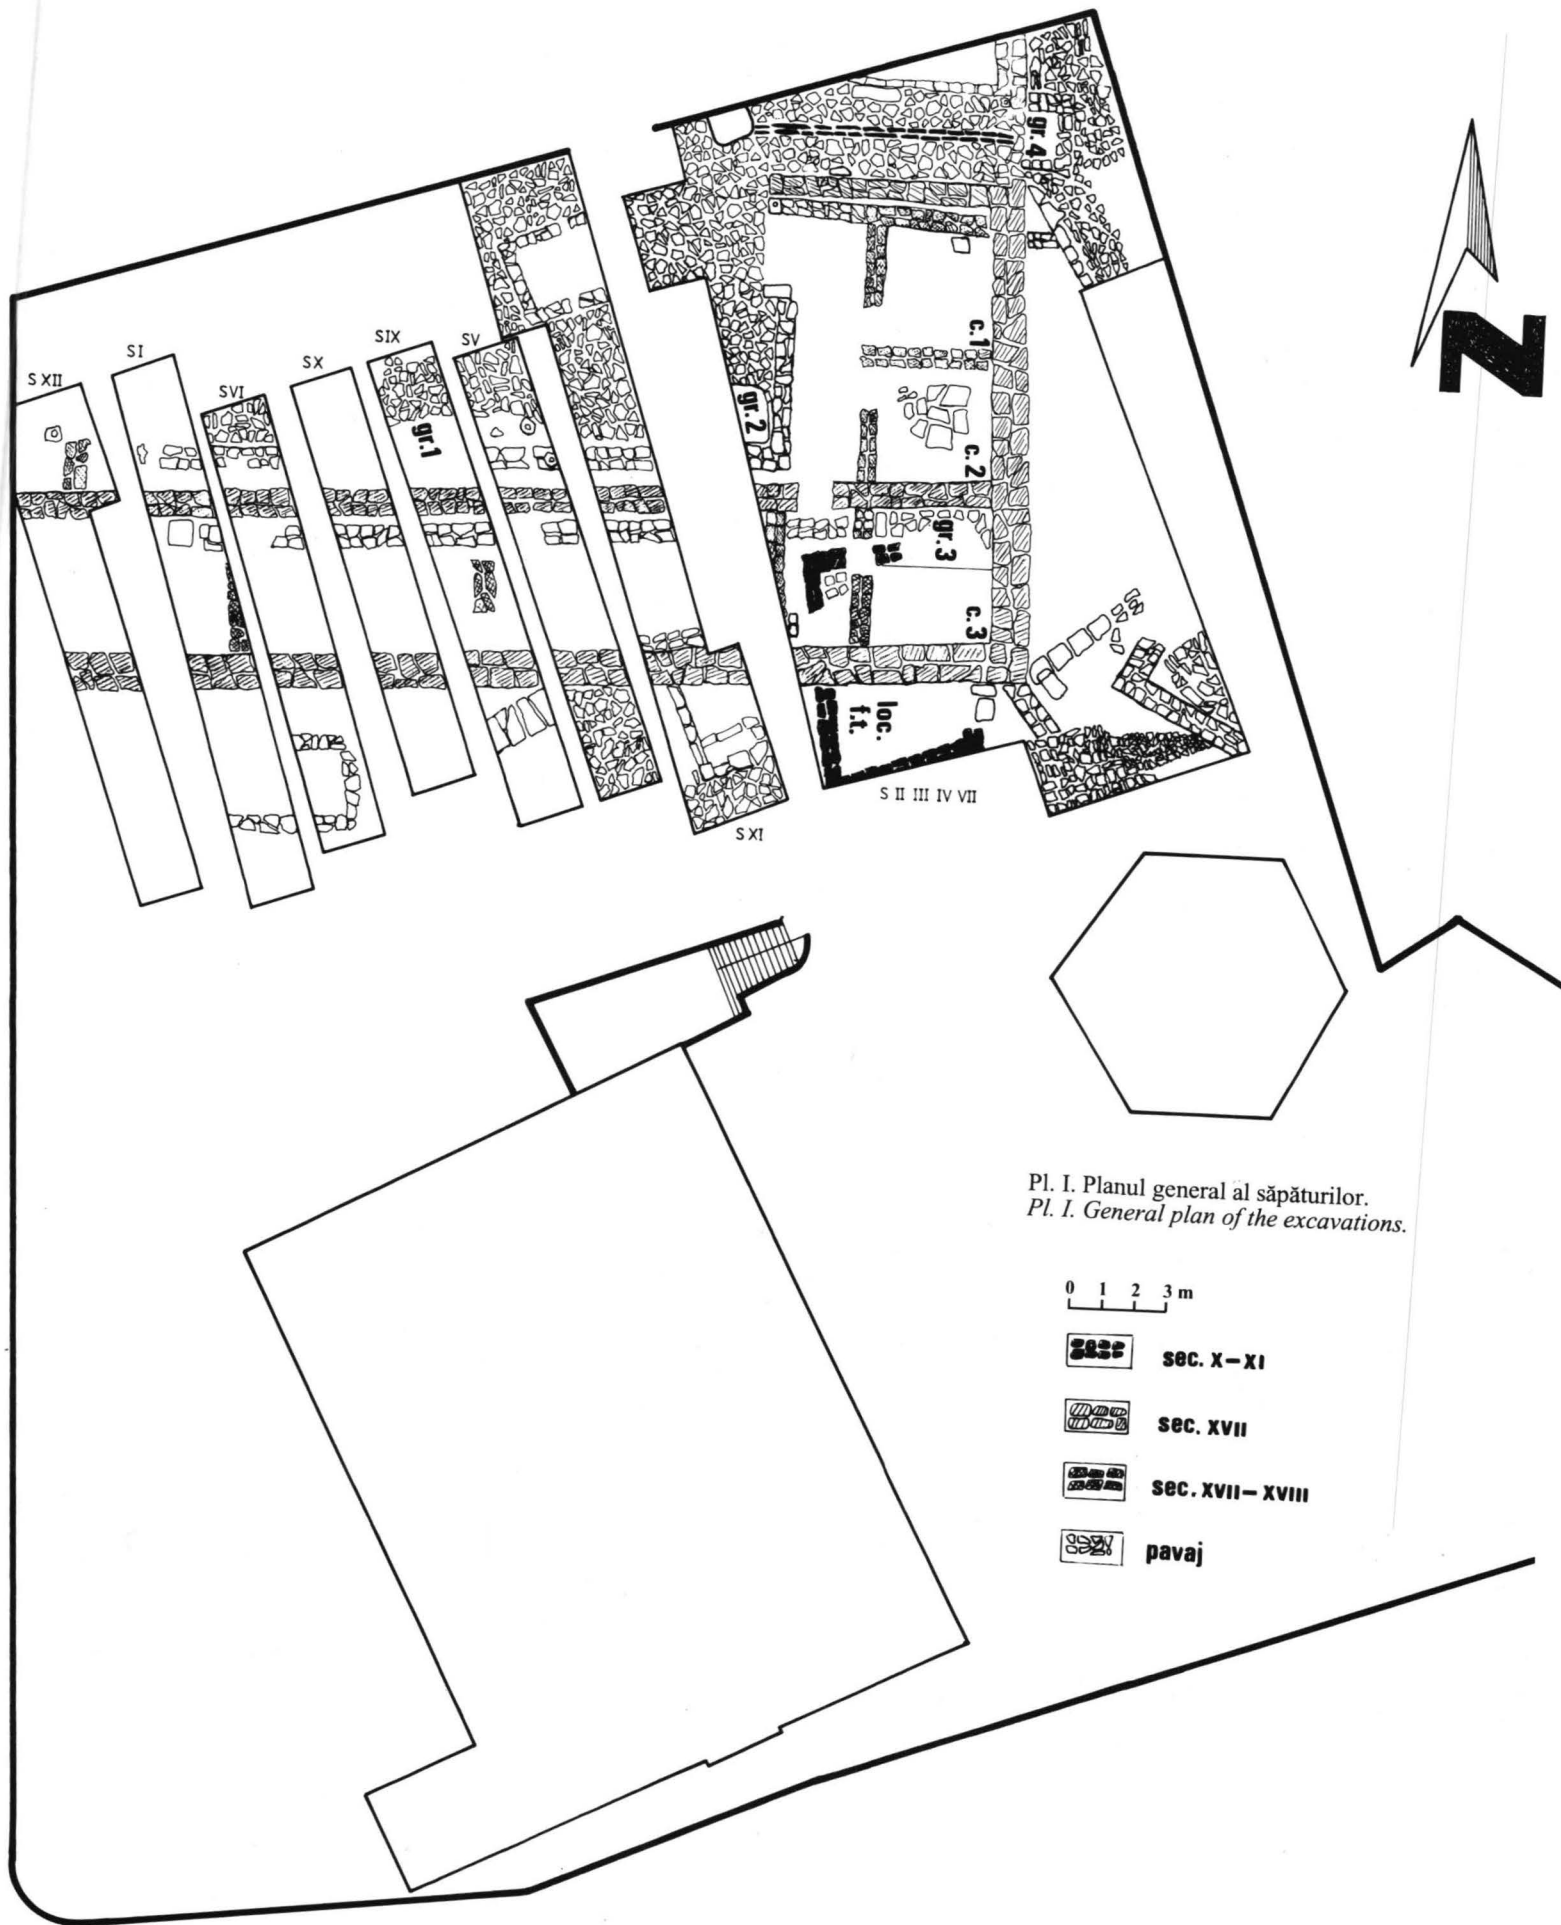 S XII
S I
S VI
S X
S IX
S V
gr.1
gr.2
gr.4
c.1
c.2
gr.3
c.3
loc.
f.t.
S II III IV VII
S XI
N
Pl. I. Planul general al săpăturilor.
Pl. I. General plan of the excavations.
0 1 2 3 m
sec. X–XI
sec. XVII
sec. XVII–XVIII
pavaj